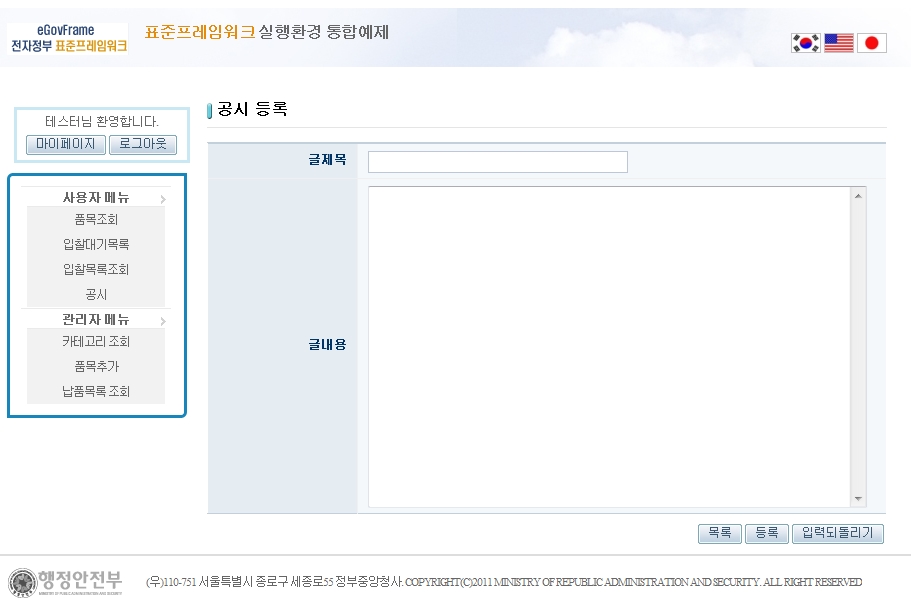 eGovFrame
전자정부 표준프레임워크
표준프레임워크 실행환경 통합예제
테스터님 환영합니다.
마이페이지 로그아웃
사용자 메뉴
품목조회
입찰대기목록
입찰목록조회
공시
관리자 메뉴
카테고리 조회
품목추가
납품목록 조회
공시 등록
글제목
글내용
목록 등록 입력되돌리기
행정안전부
MINISTRY OF PUBLIC ADMINISTRATION AND SECURITY
(우)110-751 서울특별시 종로구 세종로55 정부중앙청사. COPYRIGHT(C)2011 MINISTRY OF REPUBLIC ADMINISTRATION AND SECURITY. ALL RIGHT RESERVED